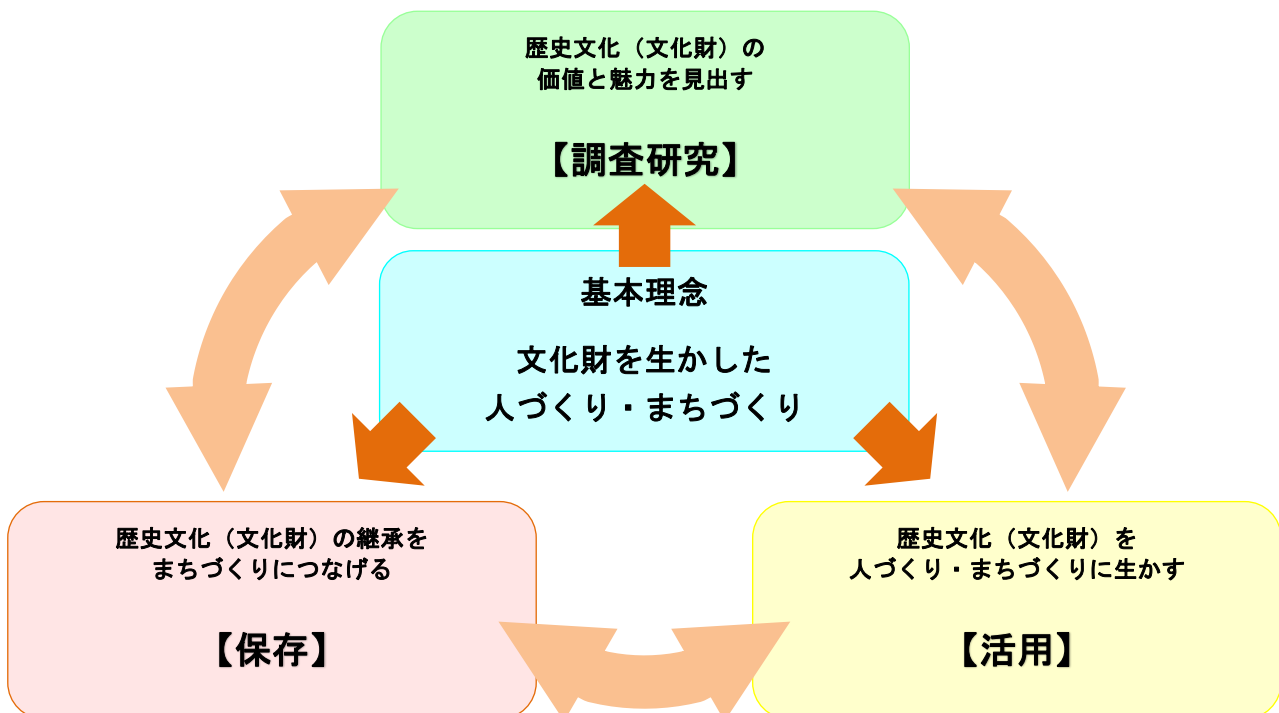 歴史文化（文化財）の
価値と魅力を見出す
【調査研究】
基本理念
文化財を生かした
人づくり・まちづくり
歴史文化（文化財）の継承を
まちづくりにつなげる
【保存】
歴史文化（文化財）を
人づくり・まちづくりに生かす
【活用】